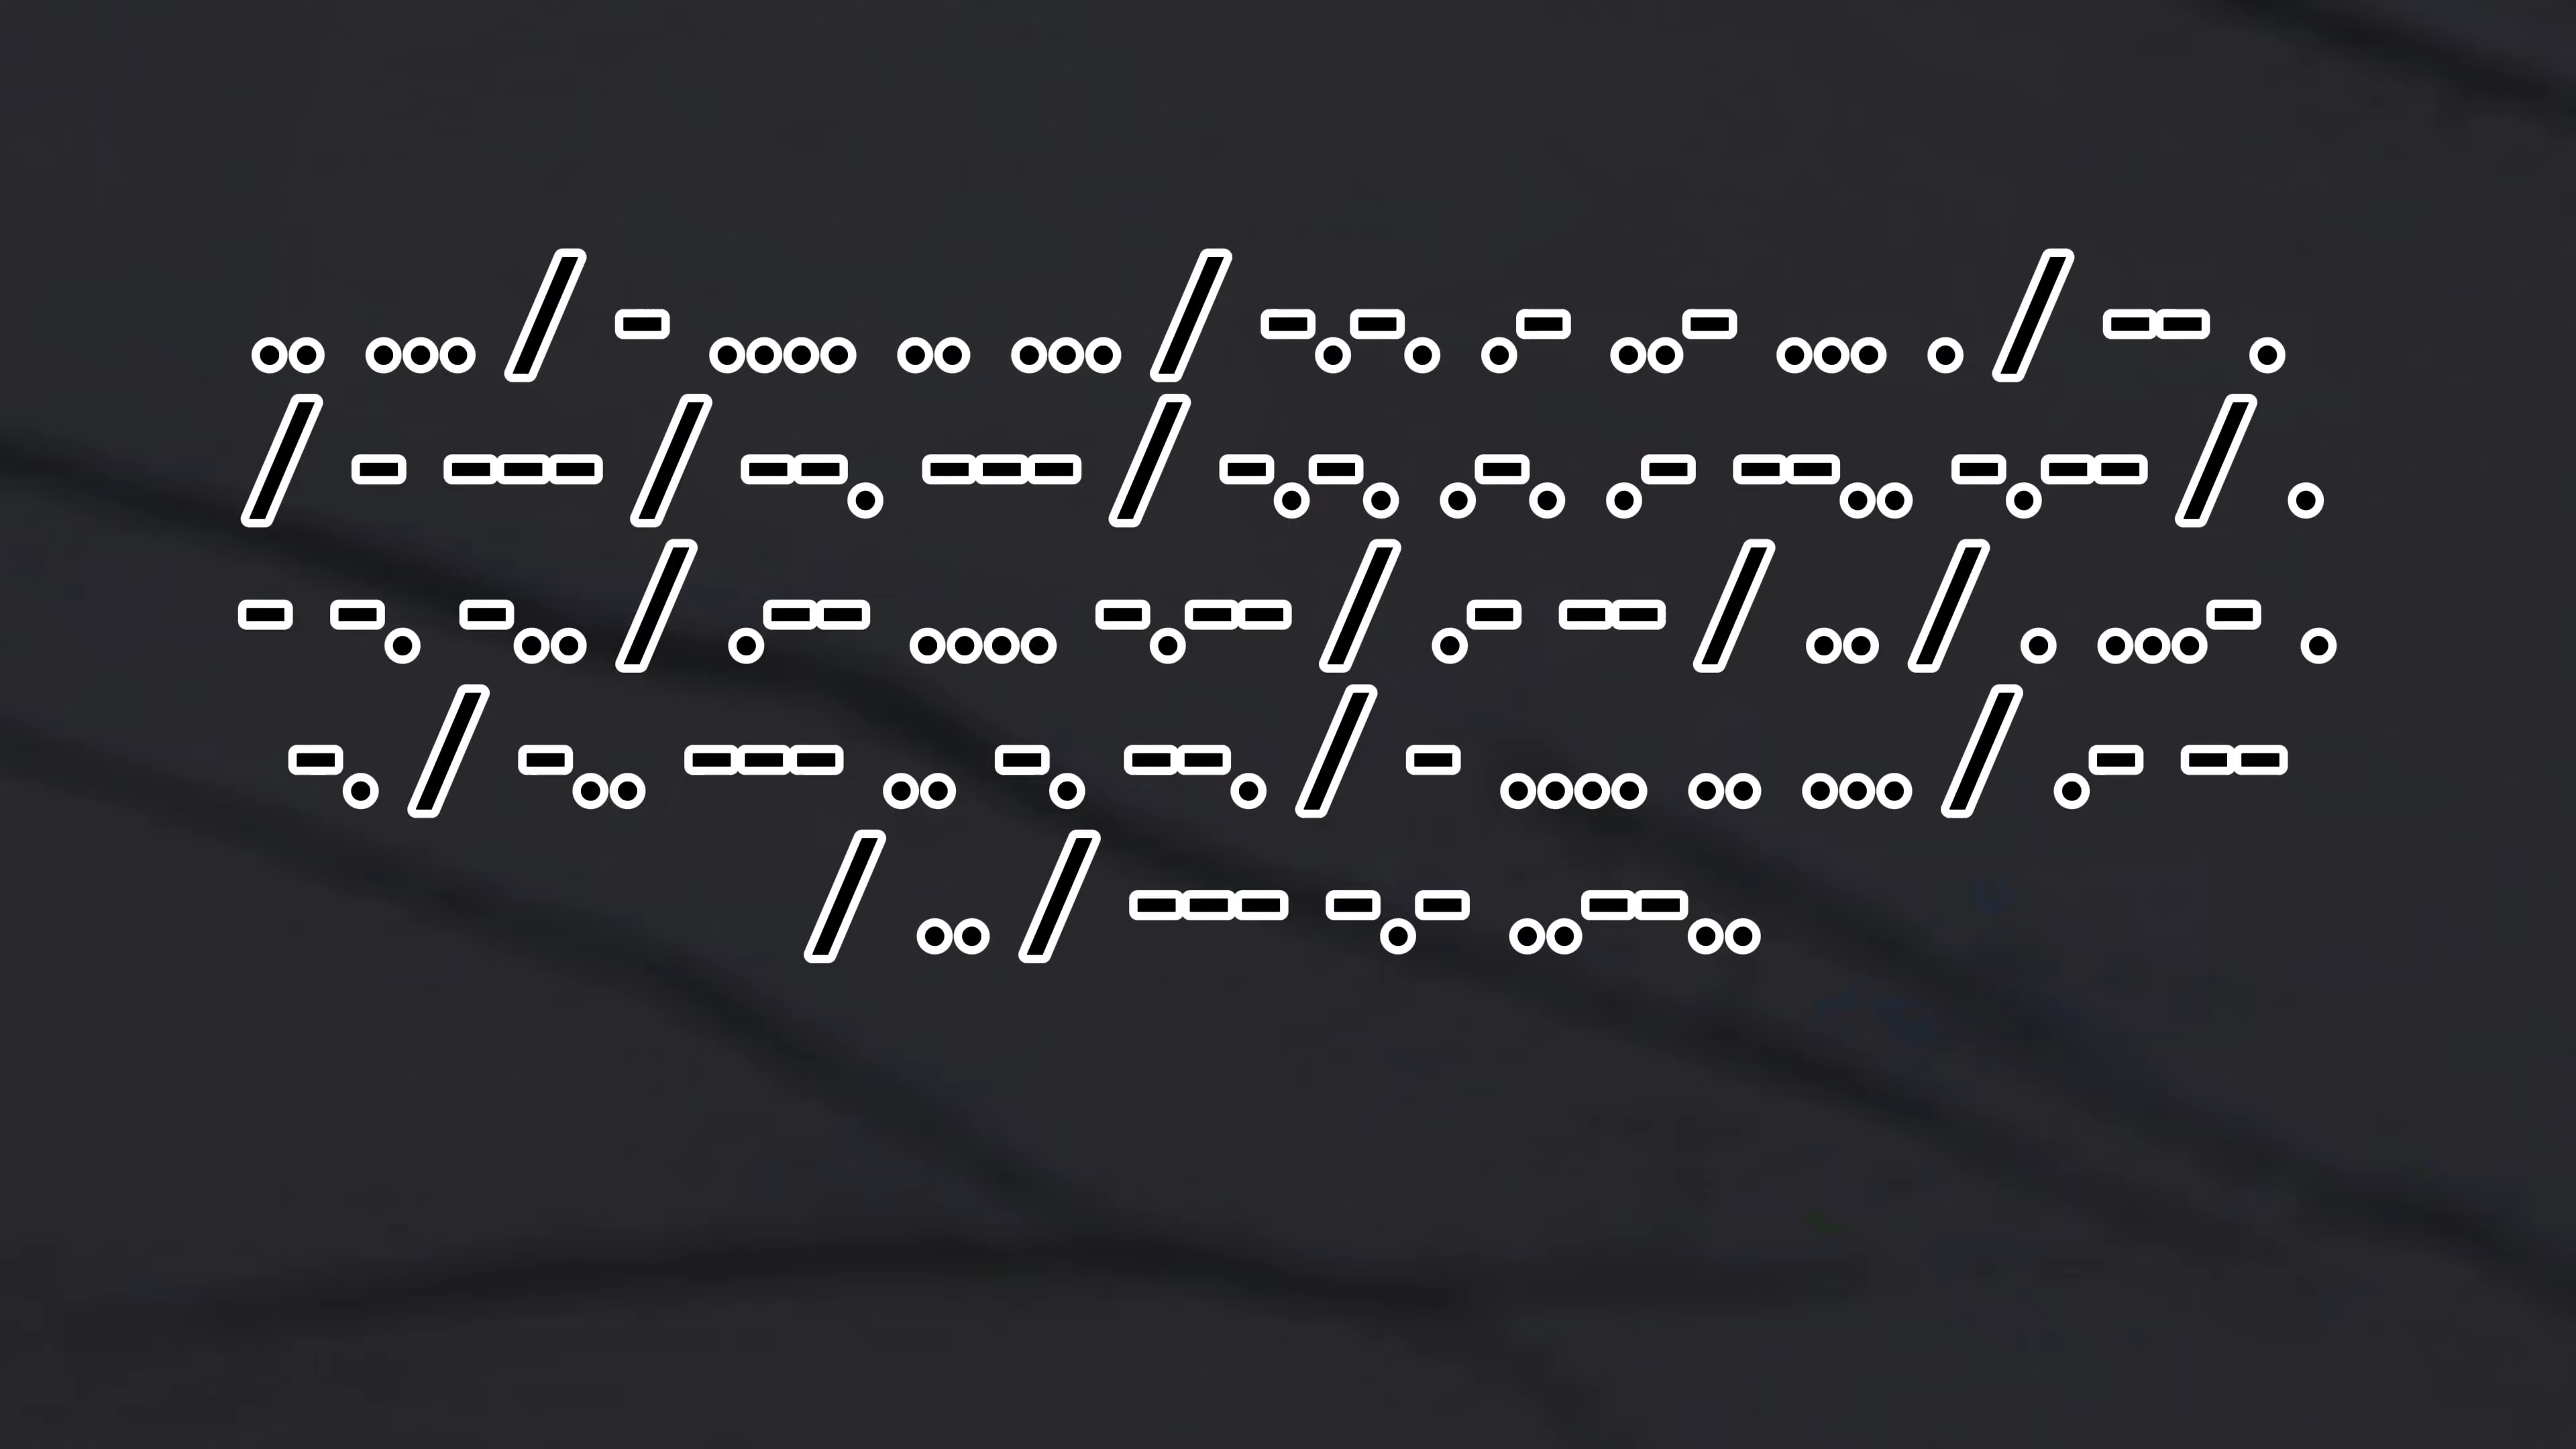 .. ... / - .... .. ... / -.-. .- ..- ... . / -- .
/ - --- / --. --- / -.-. .-. .- --.. -.-- / .
- -. -.. / .-- .... -.-- / .- -- / .. / . ...- .
-. / -.. --- .. -. --. / - .... .. ... / .- --
/ .. / --- -.- ..--..